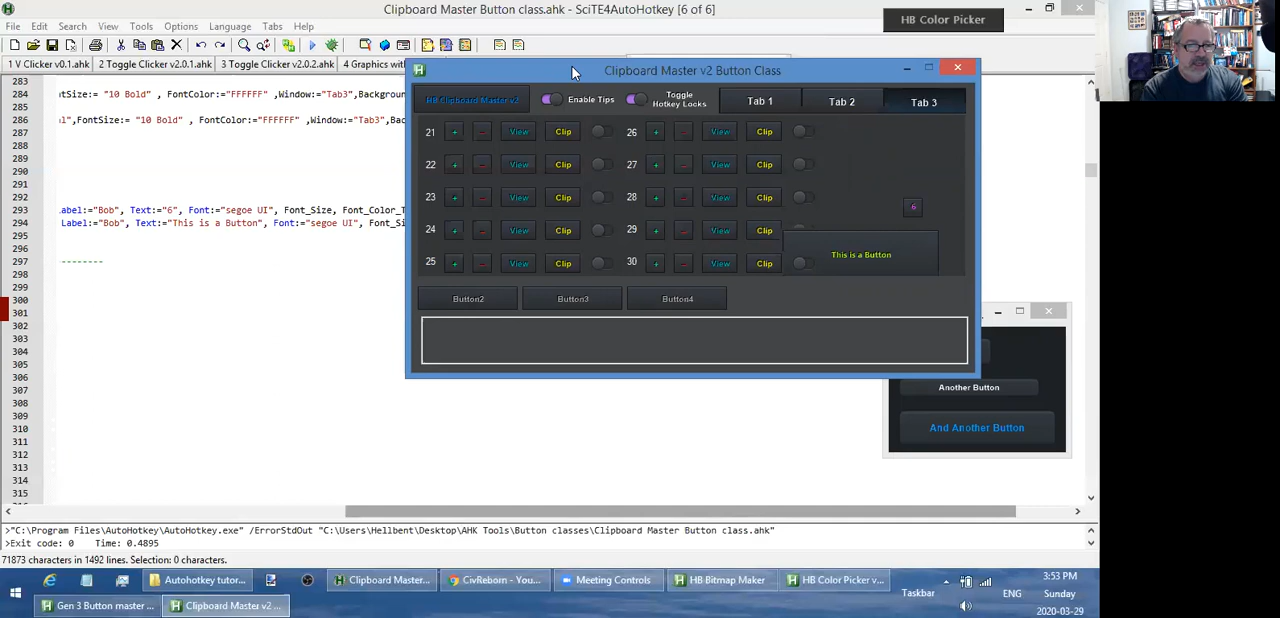 Clipboard Master Button class.ahk - SciTE4AutoHotkey [6 of 6]
HB Color Picker
File Edit Search View Tools Options Language Tabs Help
1 V Clicker v0.1.ahk 2 Toggle Clicker v2.0.1.ahk 3 Toggle Clicker v2.0.2.ahk 4 Graphics with
Clipboard Master v2 Button Class
HB Clipboard Master v2 Enable Tips Toggle Hotkey Locks Tab 1 Tab 2 Tab 3
21 + - View Clip 26 + - View Clip
22 + - View Clip 27 + - View Clip
23 + - View Clip 28 + - View Clip
6
24 + - View Clip 29 + - View Clip
This is a Button
25 + - View Clip 30 + - View Clip
Button2 Button3 Button4
283
284 ıtSize:= "10 Bold" , FontColor:="FFFFFF" ,Window:="Tab3",Backgroun
285
286 l",FontSize:= "10 Bold" , FontColor:="FFFFFF" ,Window:="Tab3",Bac
287
288
289
290
291
292
293 .abel:="Bob", Text:="6", Font:="segoe UI", Font_Size, Font_Color_T
294 Label:="Bob", Text:="This is a Button", Font:="segoe UI", Font_Si
295
296
297 --------
298
299
300
301
302
303
304
305
306
307
308
309
310
311
312
313
314
315
Another Button
And Another Button
>"C:\Program Files\AutoHotkey\AutoHotkey.exe" /ErrorStdOut "C:\Users\Hellbent\Desktop\AHK Tools\Button classes\Clipboard Master Button class.ahk"
>Exit code: 0 Time: 0.4895
71873 characters in 1492 lines. Selection: 0 characters.
Autohotkey tutor... Clipboard Master... CivReborn - You... Meeting Controls HB Bitmap Maker HB Color Picker v...
Gen 3 Button master ... Clipboard Master v2 ...
Taskbar
ENG
3:53 PM
Sunday
2020-03-29